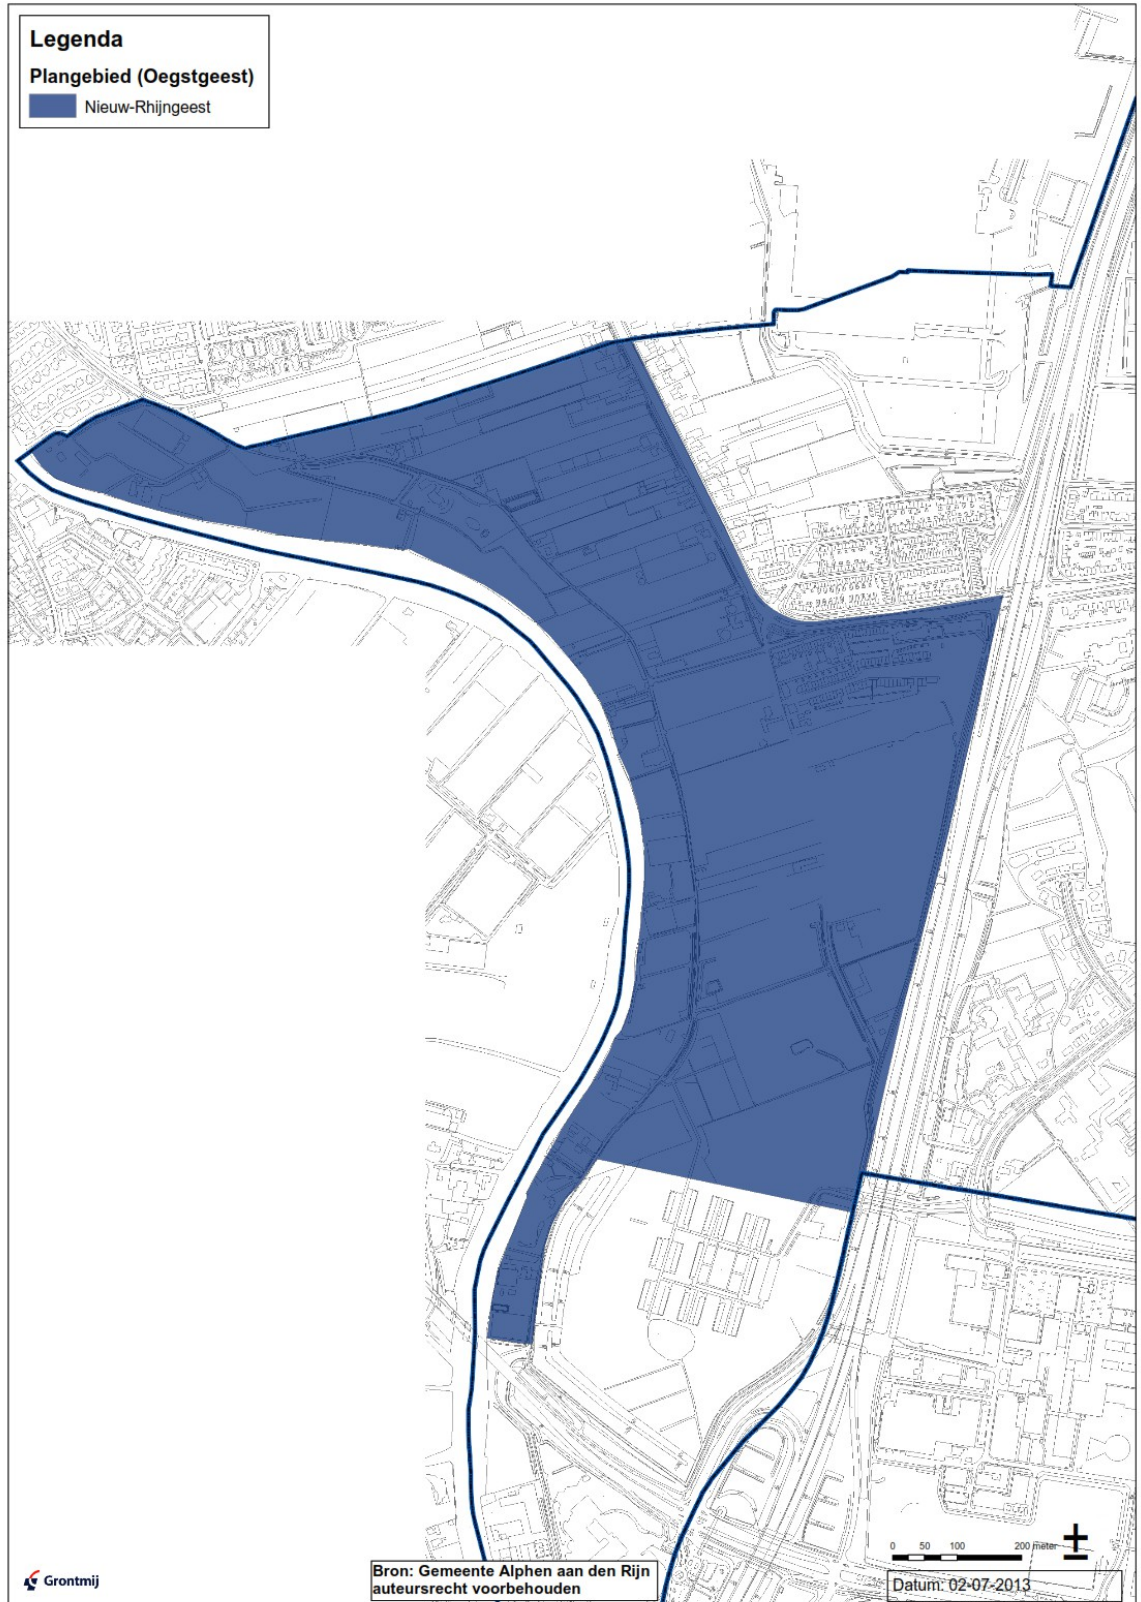 Legenda
Plangebied (Oegstgeest)
Nieuw-Rhijngeest
0 50 100 200 meter
Grontmij
Bron: Gemeente Alphen aan den Rijn
auteursrecht voorbehouden
Datum: 02-07-2013